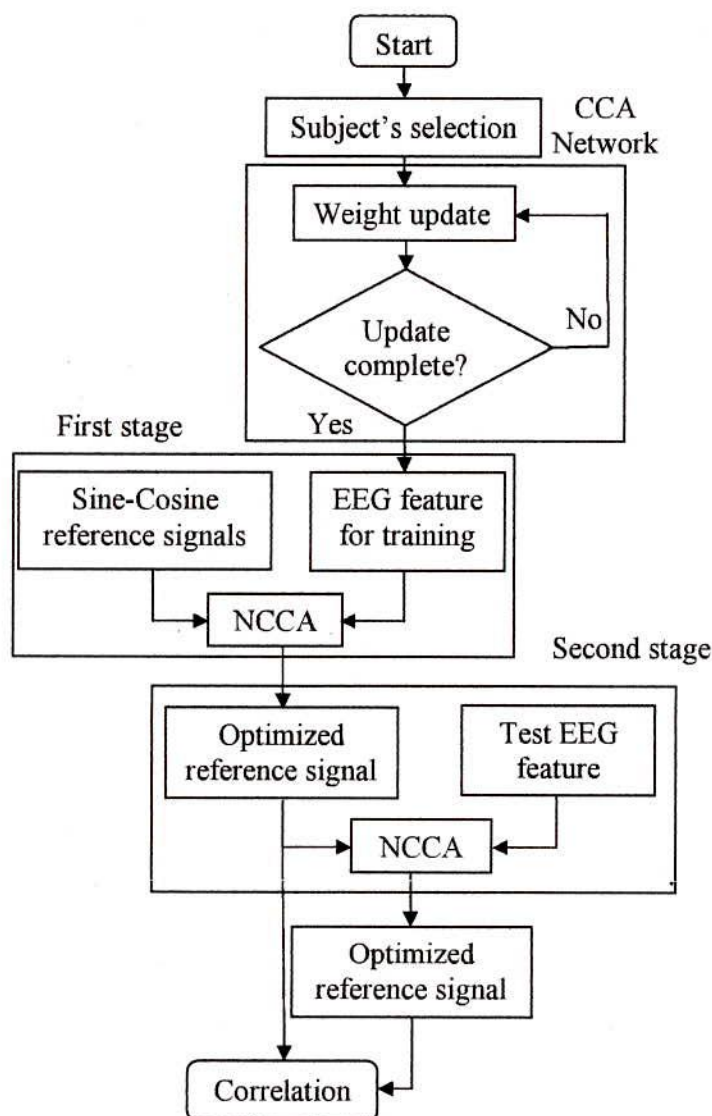 Start
Subject's selection
CCA
Network
Weight update
Update
complete?
No
Yes
First stage
Sine-Cosine
reference signals
EEG feature
for training
NCCA
Second stage
Optimized
reference signal
Test EEG
feature
NCCA
Optimized
reference signal
Correlation